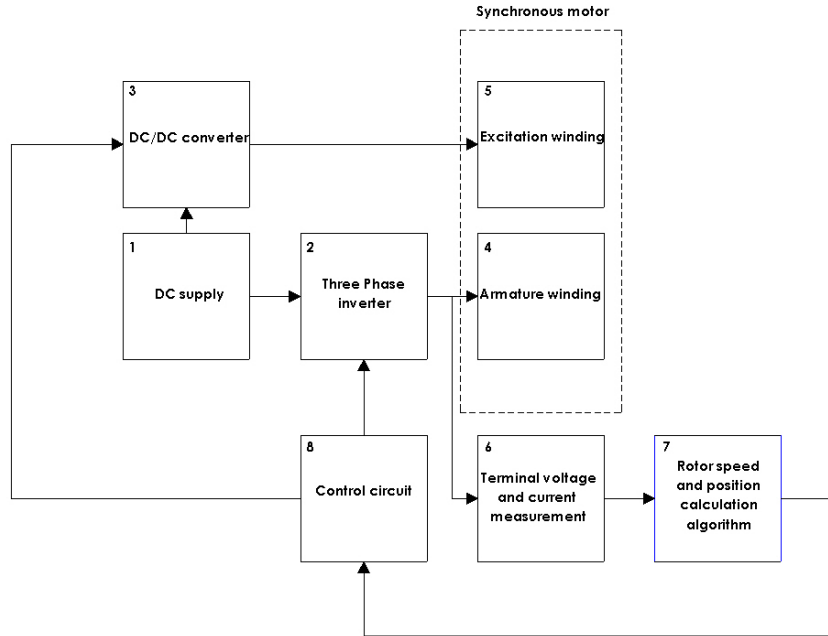 Synchronous motor
3
DC/DC converter
5
Excitation winding
1
DC supply
2
Three Phase
inverter
4
Armature winding
8
Control circuit
6
Terminal voltage
and current
measurement
7
Rotor speed
and position
calculation
algorithm